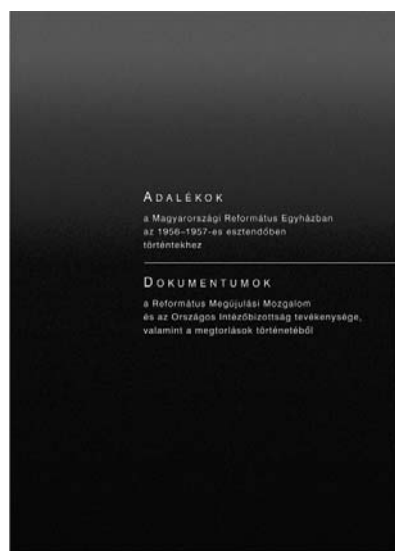 ADALÉKOK
a Magyarországi Református Egyházban
az 1956–1957-es esztendőben
történtekhez
DOKUMENTUMOK
a Református Megújulási Mozgalom
és az Országos Intézőbizottság tevékenysége,
valamint a megtorlások történetéből